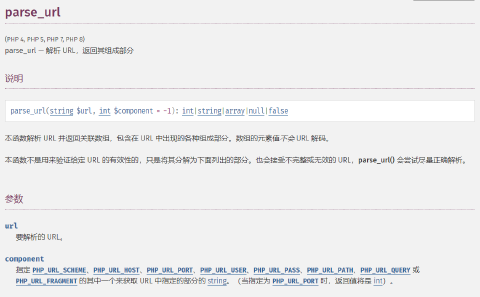 parse_url
(PHP 4, PHP 5, PHP 7, PHP 8)
parse_url — 解析 URL，返回其组成部分
说明
parse_url(string $url, int $component = -1): int|string|array|null|false
本函数解析 URL 并返回关联数组，包含在 URL 中出现的各种组成部分。数组的元素值不会 URL 解码。
本函数不是用来验证给定 URL 的有效性的，只是将其分解为下面列出的部分。也会接受不完整或无效的 URL，parse_url() 会尝试尽量正确解析。
参数
url
要解析的 URL。
component
指定 PHP_URL_SCHEME、PHP_URL_HOST、PHP_URL_PORT、PHP_URL_USER、PHP_URL_PASS、PHP_URL_PATH、PHP_URL_QUERY 或
PHP_URL_FRAGMENT 的其中一个来获取 URL 中指定的部分的 string。（当指定为 PHP_URL_PORT 时，返回值将是 int）。